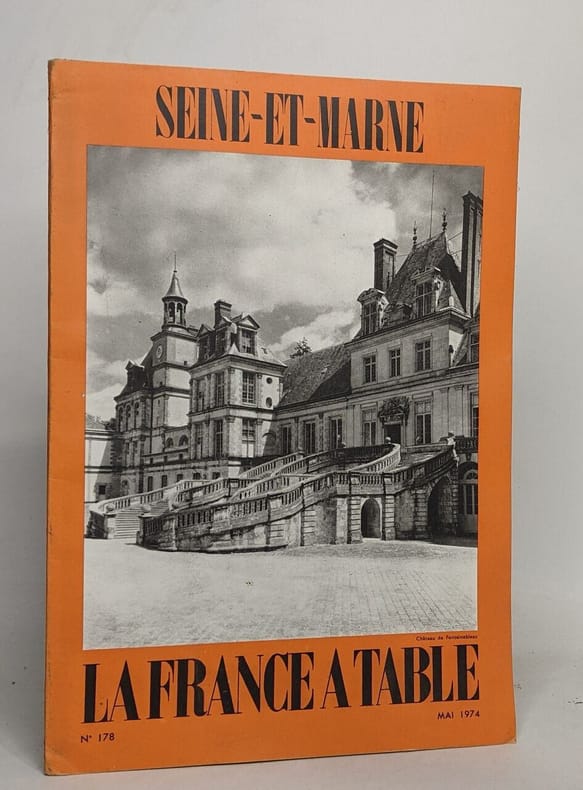 SEINE-ET-MARNE
Château de Fontainebleau
LA FRANCE A TABLE
N° 178
MAI 1974